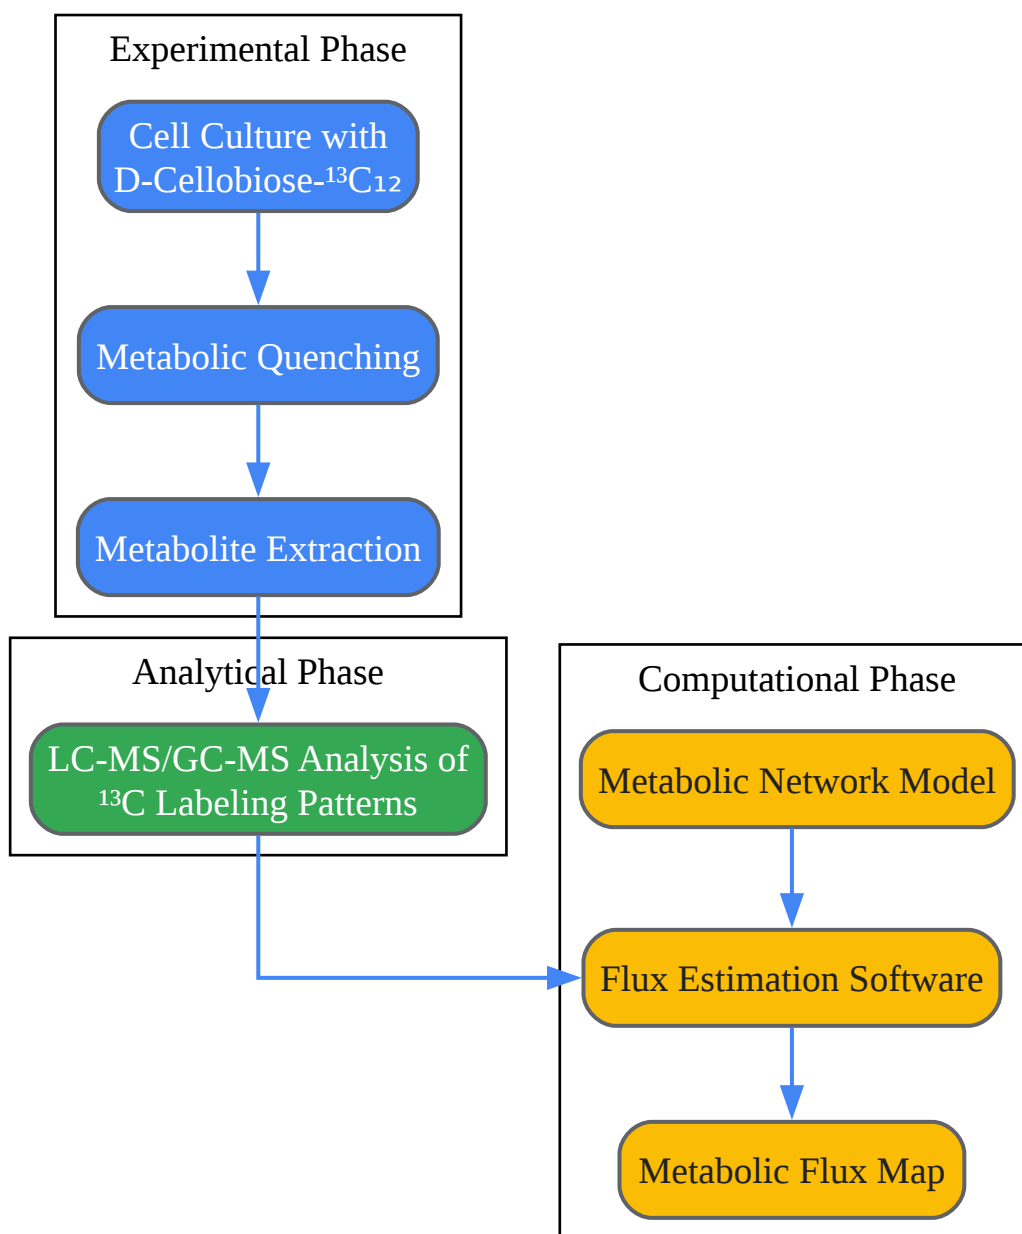 Experimental Phase
Cell Culture with
D-Cellobiose-¹³C₁₂
Metabolic Quenching
Metabolite Extraction
Analytical Phase
LC-MS/GC-MS Analysis of
¹³C Labeling Patterns
Computational Phase
Metabolic Network Model
Flux Estimation Software
Metabolic Flux Map